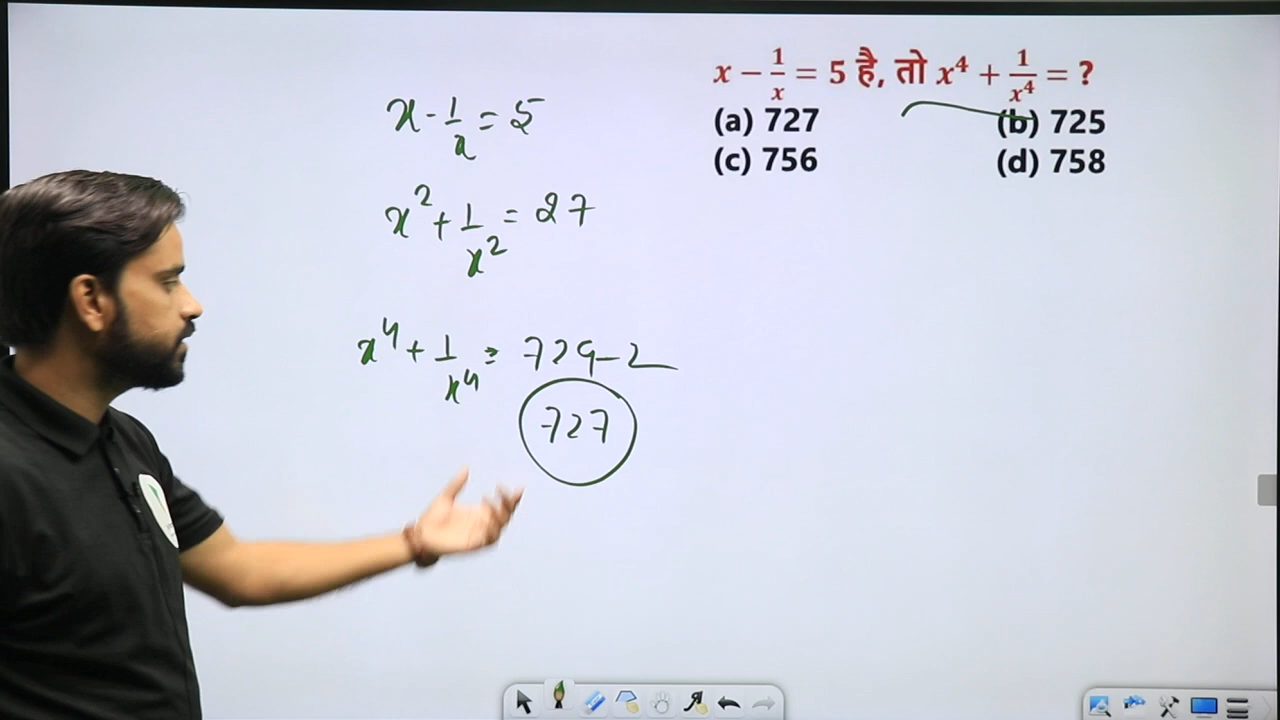 x - 1/x = 5 है, तो x⁴ + 1/x⁴ = ?
(a) 727 (b) 725
(c) 756 (d) 758
x - 1/x = 5
x² + 1/x² = 27
x⁴ + 1/x⁴ = 729-2
727